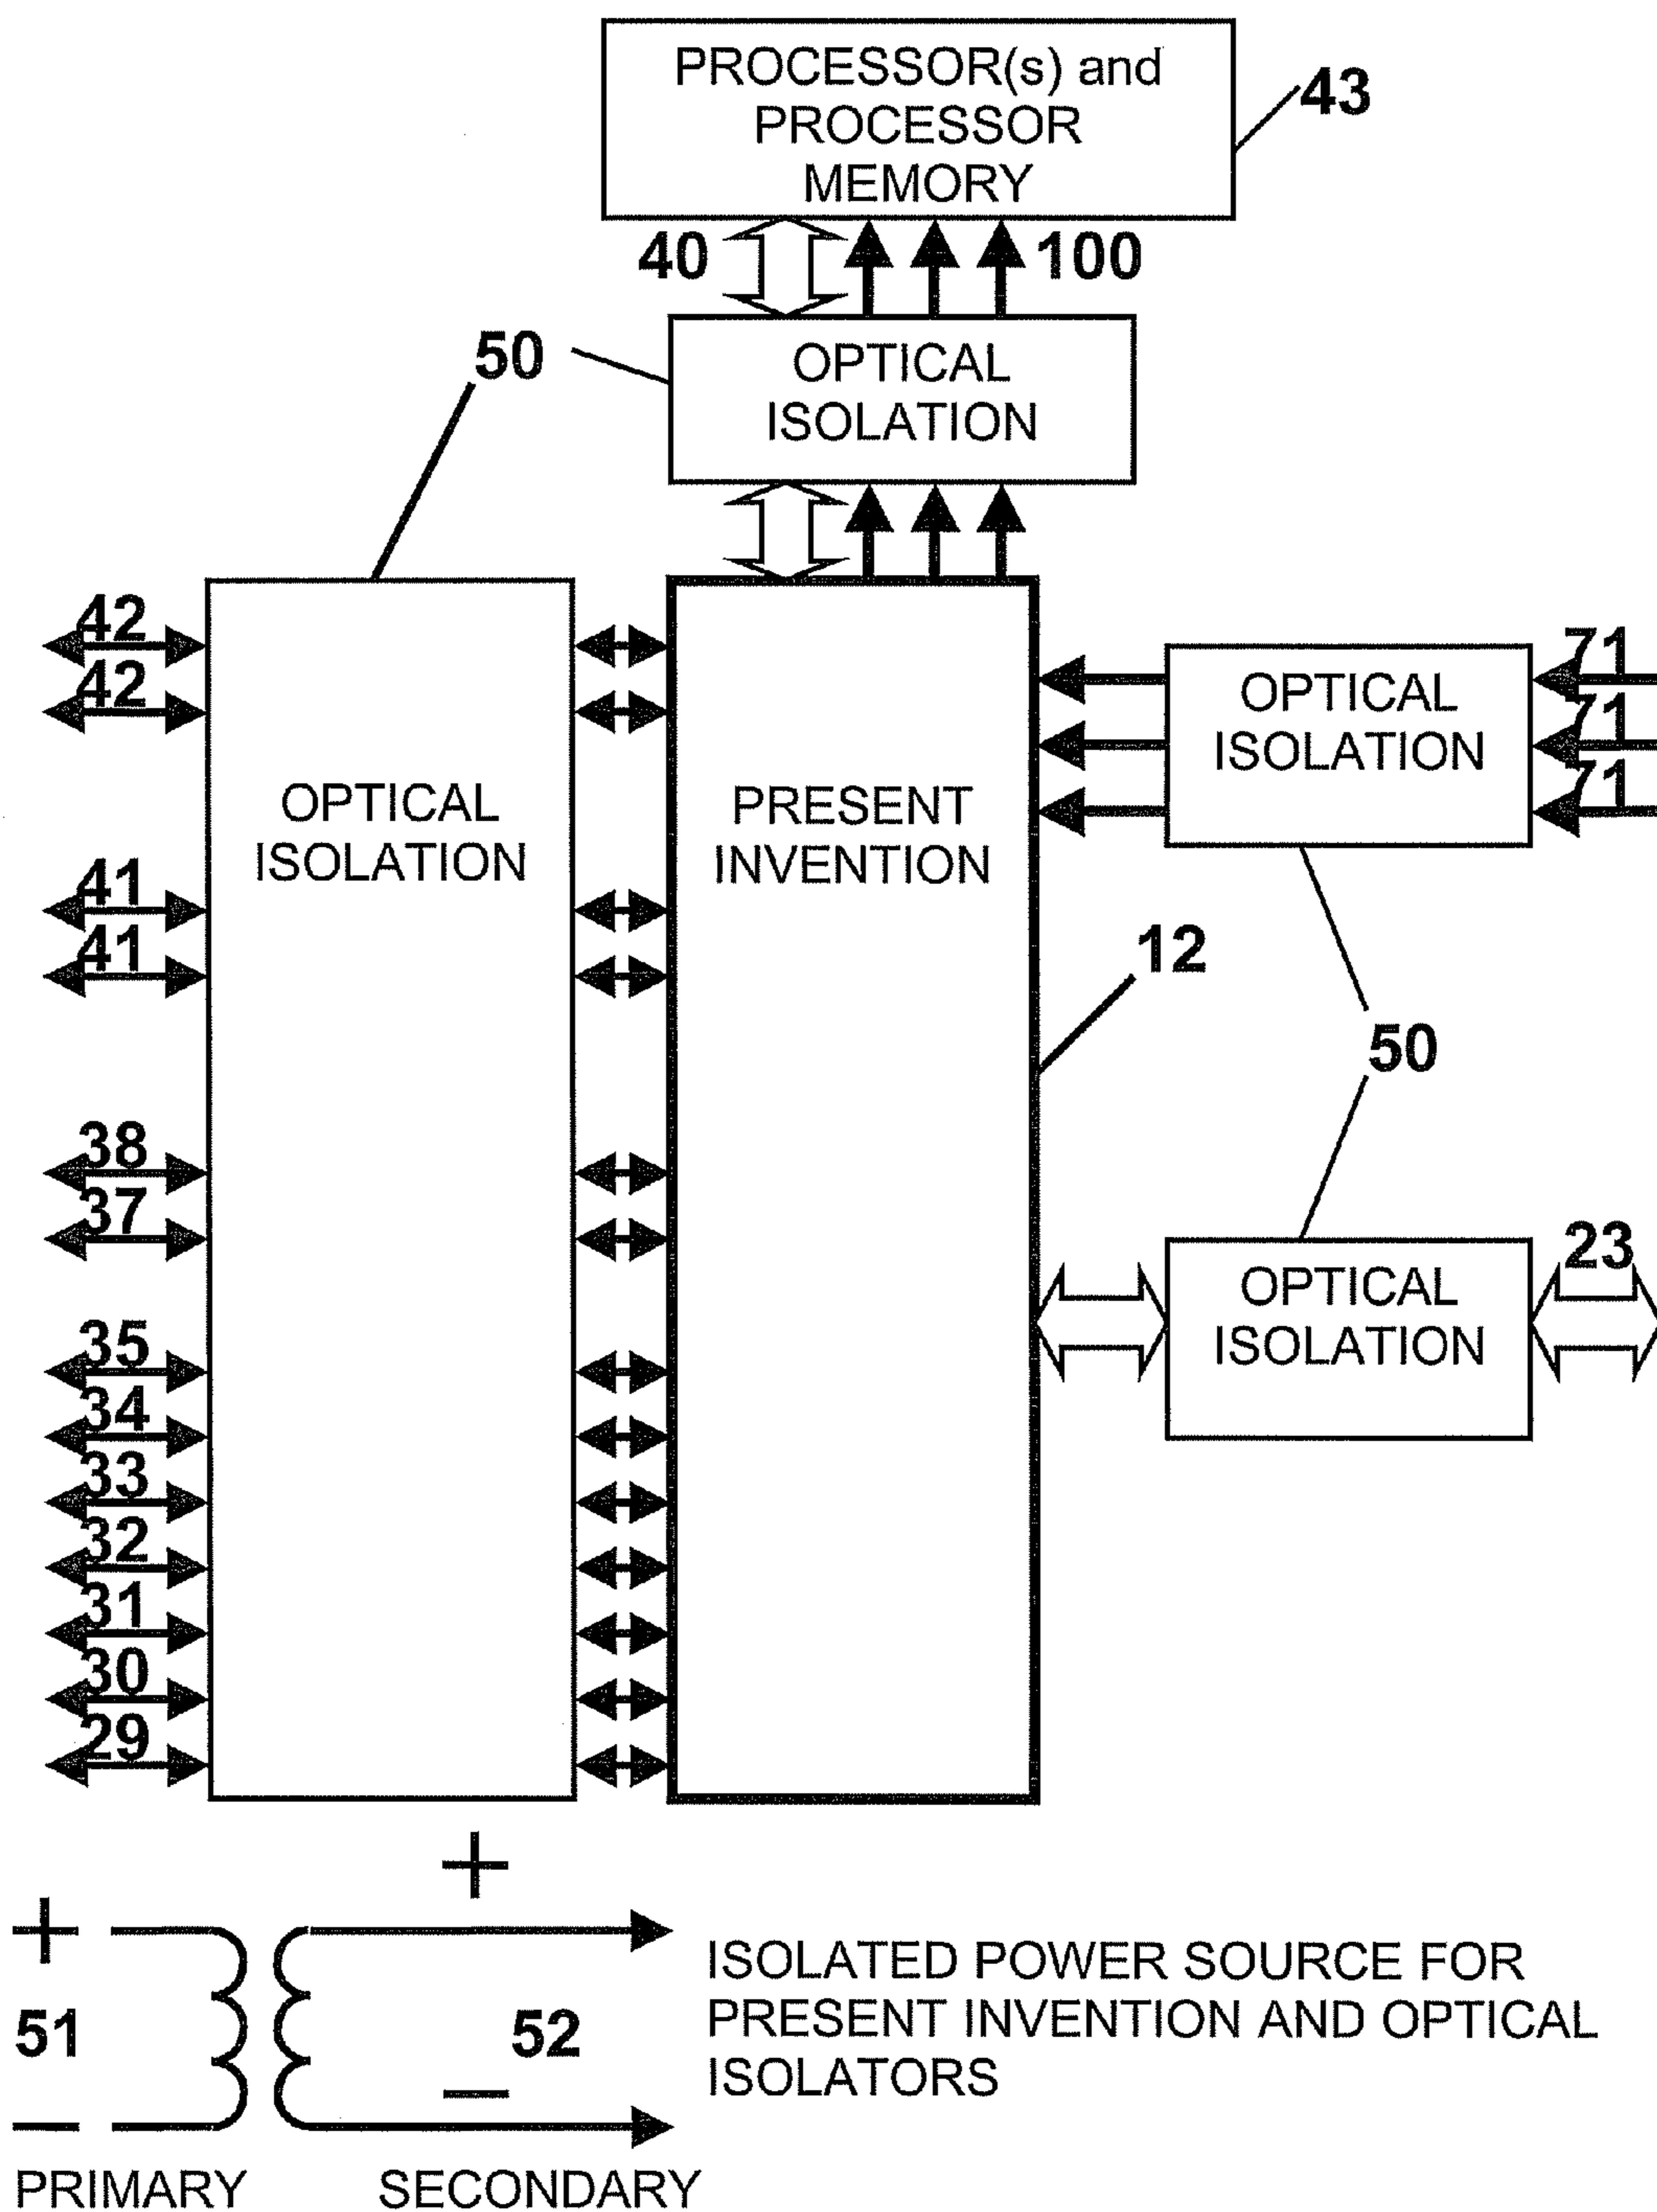 PROCESSOR(s) and
PROCESSOR
MEMORY
43
40
100
50
OPTICAL
ISOLATION
42
42
41
41
38
37
35
34
33
32
31
30
29
OPTICAL
ISOLATION
PRESENT
INVENTION
12
OPTICAL
ISOLATION
71
71
71
50
OPTICAL
ISOLATION
23
+
+
51
52
–
–
PRIMARY
SECONDARY
ISOLATED POWER SOURCE FOR
PRESENT INVENTION AND OPTICAL
ISOLATORS